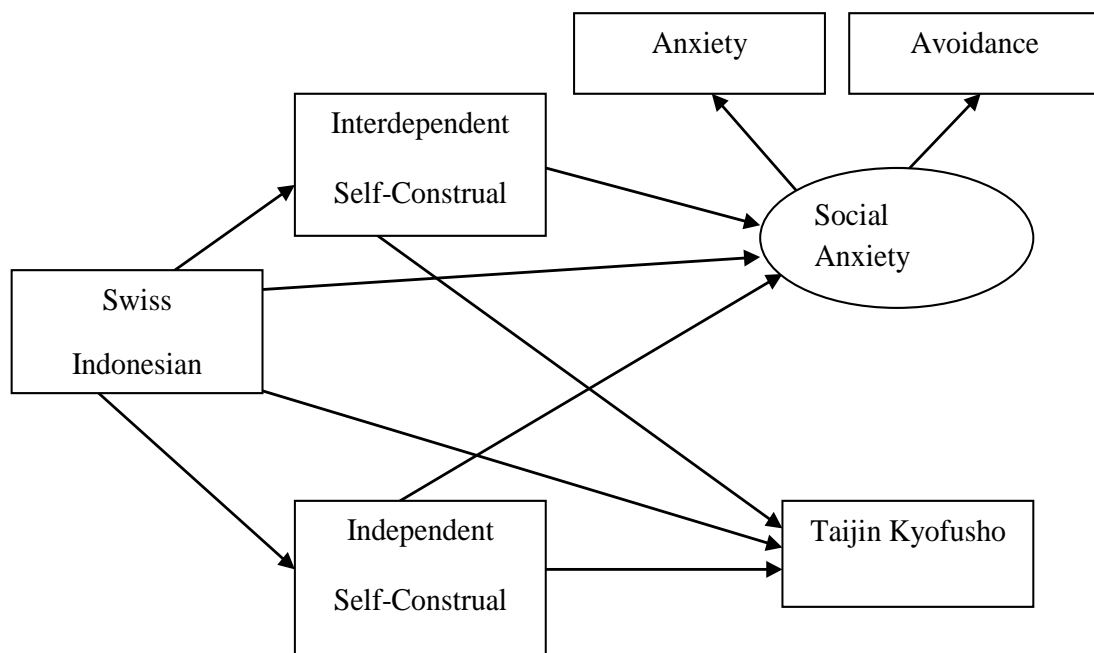 Anxiety
Avoidance
Interdependent
Self-Construal
Social
Anxiety
Swiss
Indonesian
Independent
Self-Construal
Taijin Kyofusho